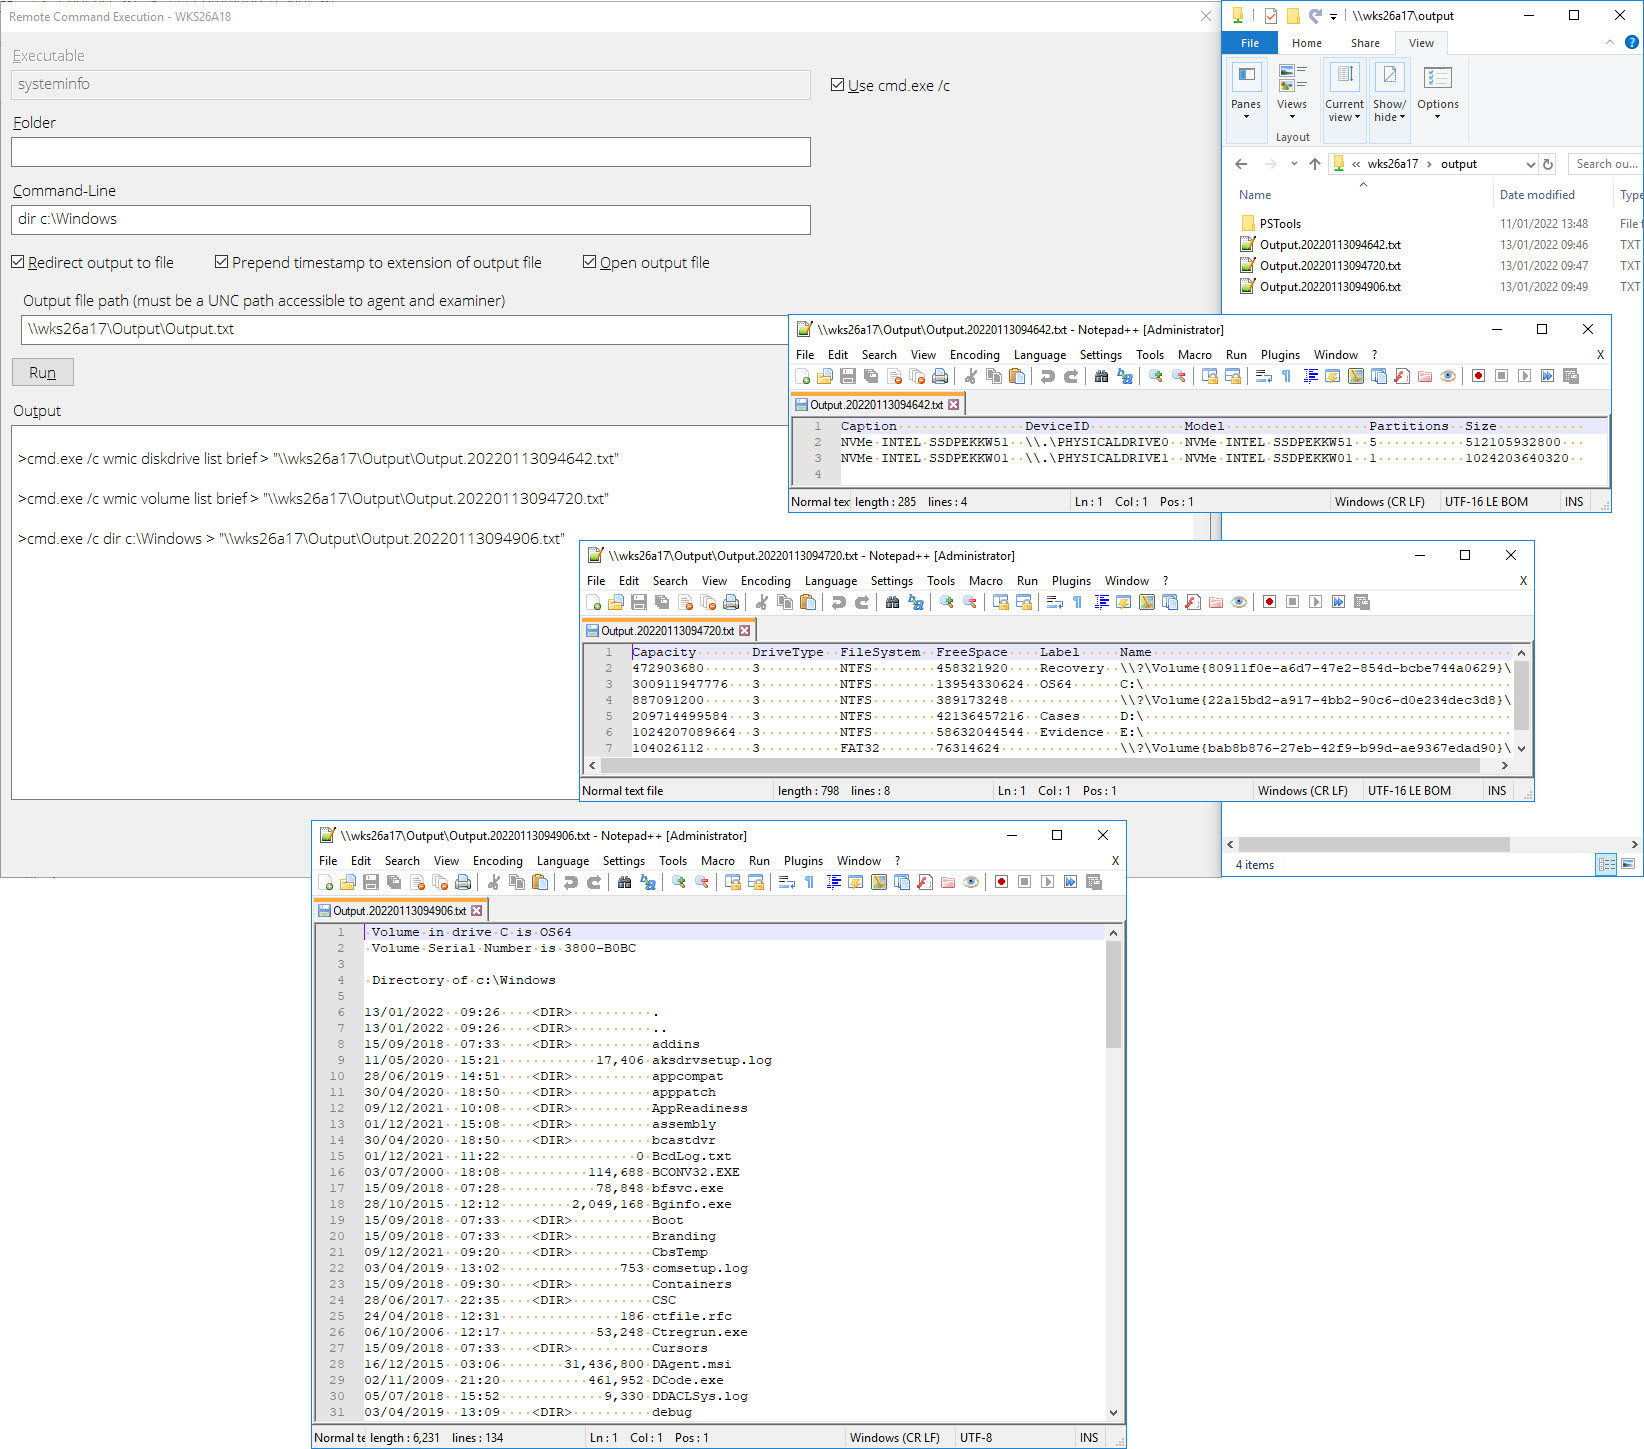 Remote Command Execution - WKS26A18
Executable
systeminfo
Use cmd.exe /c
Folder
Command-Line
dir c:\Windows
Redirect output to file
Prepend timestamp to extension of output file
Open output file
Output file path (must be a UNC path accessible to agent and examiner)
\\wks26a17\Output\Output.txt
Run
Output
>cmd.exe /c wmic diskdrive list brief > "\\wks26a17\Output\Output.20220113094642.txt"
>cmd.exe /c wmic volume list brief > "\\wks26a17\Output\Output.20220113094720.txt"
>cmd.exe /c dir c:\Windows > "\\wks26a17\Output\Output.20220113094906.txt"
\\wks26a17\output
File Home Share View
Panes Views Current view Show/ hide Options
Layout
« wks26a17 › output
Search ou...
Name Date modified Type
PSTools 11/01/2022 13:48 File f
Output.20220113094642.txt 13/01/2022 09:46 TXT
Output.20220113094720.txt 13/01/2022 09:47 TXT
Output.20220113094906.txt 13/01/2022 09:49 TXT
4 items
\\wks26a17\Output\Output.20220113094642.txt - Notepad++ [Administrator]
File Edit Search View Encoding Language Settings Tools Macro Run Plugins Window ? X
Output.20220113094642.txt
1 Caption DeviceID Model Partitions Size
2 NVMe INTEL SSDPEKKW51 \\.\PHYSICALDRIVE0 NVMe INTEL SSDPEKKW51 5 512105932800
3 NVMe INTEL SSDPEKKW01 \\.\PHYSICALDRIVE1 NVMe INTEL SSDPEKKW01 1 1024203640320
4
Normal tex length : 285 lines : 4 Ln : 1 Col : 1 Pos : 1 Windows (CR LF) UTF-16 LE BOM INS
\\wks26a17\Output\Output.20220113094720.txt - Notepad++ [Administrator]
File Edit Search View Encoding Language Settings Tools Macro Run Plugins Window ? X
Output.20220113094720.txt
1 Capacity DriveType FileSystem FreeSpace Label Name
2 472903680 3 NTFS 458321920 Recovery \\?\Volume{80911f0e-a6d7-47e2-854d-bcbe744a0629}\
3 300911947776 3 NTFS 13954330624 OS64 C:\
4 887091200 3 NTFS 389173248 \\?\Volume{22a15bd2-a917-4bb2-90c6-d0e234dec3d8}\
5 209714499584 3 NTFS 42136457216 Cases D:\
6 1024207089664 3 NTFS 58632044544 Evidence E:\
7 104026112 3 FAT32 76314624 \\?\Volume{bab8b876-27eb-42f9-b99d-ae9367edad90}\
Normal text file length : 798 lines : 8 Ln : 1 Col : 1 Pos : 1 Windows (CR LF) UTF-16 LE BOM INS
\\wks26a17\Output\Output.20220113094906.txt - Notepad++ [Administrator]
File Edit Search View Encoding Language Settings Tools Macro Run Plugins Window ? X
Output.20220113094906.txt
1 Volume in drive C is OS64
2 Volume Serial Number is 3800-B0BC
3
4 Directory of c:\Windows
5
6 13/01/2022 09:26 <DIR> .
7 13/01/2022 09:26 <DIR> ..
8 15/09/2018 07:33 <DIR> addins
9 11/05/2020 15:21 17,406 aksdrvsetup.log
10 28/06/2019 14:51 <DIR> appcompat
11 30/04/2020 18:50 <DIR> apppatch
12 09/12/2021 10:08 <DIR> AppReadiness
13 01/12/2021 15:08 <DIR> assembly
14 30/04/2020 18:50 <DIR> bcastdvr
15 01/12/2021 11:22 0 BcdLog.txt
16 03/07/2000 18:08 114,688 BCONV32.EXE
17 15/09/2018 07:28 78,848 bfsvc.exe
18 28/10/2015 12:12 2,049,168 Bginfo.exe
19 15/09/2018 07:33 <DIR> Boot
20 15/09/2018 07:33 <DIR> Branding
21 09/12/2021 09:20 <DIR> CbsTemp
22 03/04/2019 13:02 753 comsetup.log
23 15/09/2018 09:30 <DIR> Containers
24 28/06/2017 22:35 <DIR> CSC
25 24/04/2018 12:31 186 ctfile.rfc
26 06/10/2006 12:17 53,248 Ctregrun.exe
27 15/09/2018 07:33 <DIR> Cursors
28 16/12/2015 03:06 31,436,800 DAgent.msi
29 02/11/2009 21:20 461,952 DCode.exe
30 05/07/2018 15:52 9,330 DDACLSys.log
31 03/04/2019 13:09 <DIR> debug
Normal te length : 6,231 lines : 134 Ln : 1 Col : 1 Pos : 1 Windows (CR LF) UTF-8 INS